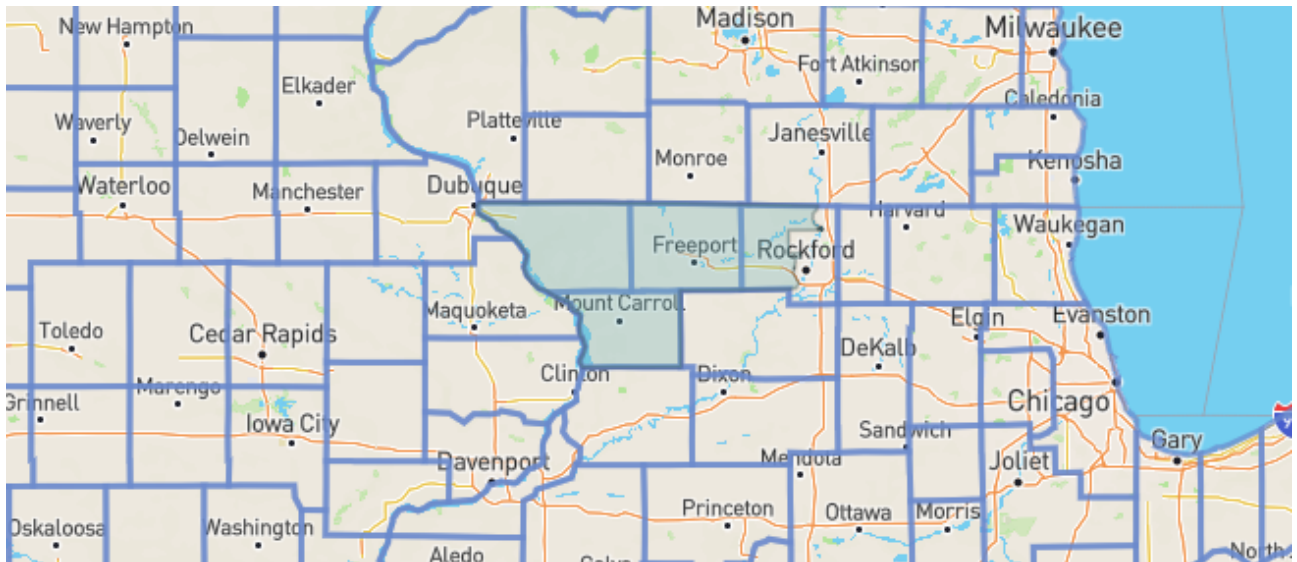 Madison
Milwaukee
New Hampton
Fort Atkinson
Elkader
Caledonia
Waverly
Platteville
Janesville
Oelwein
Monroe
Kenosha
Waterloo
Manchester
Dubuque
Harvard
Waukegan
Freeport
Rockford
Mount Carroll
Maquoketa
Elgin
Evanston
Toledo
Cedar Rapids
DeKalb
Clinton
Dixon
Marengo
Chicago
Grinnell
Iowa City
Sandwich
Gary
Davenport
Mendota
Joliet
Princeton
Ottawa
Morris
Oskaloosa
Washington
Aledo
North